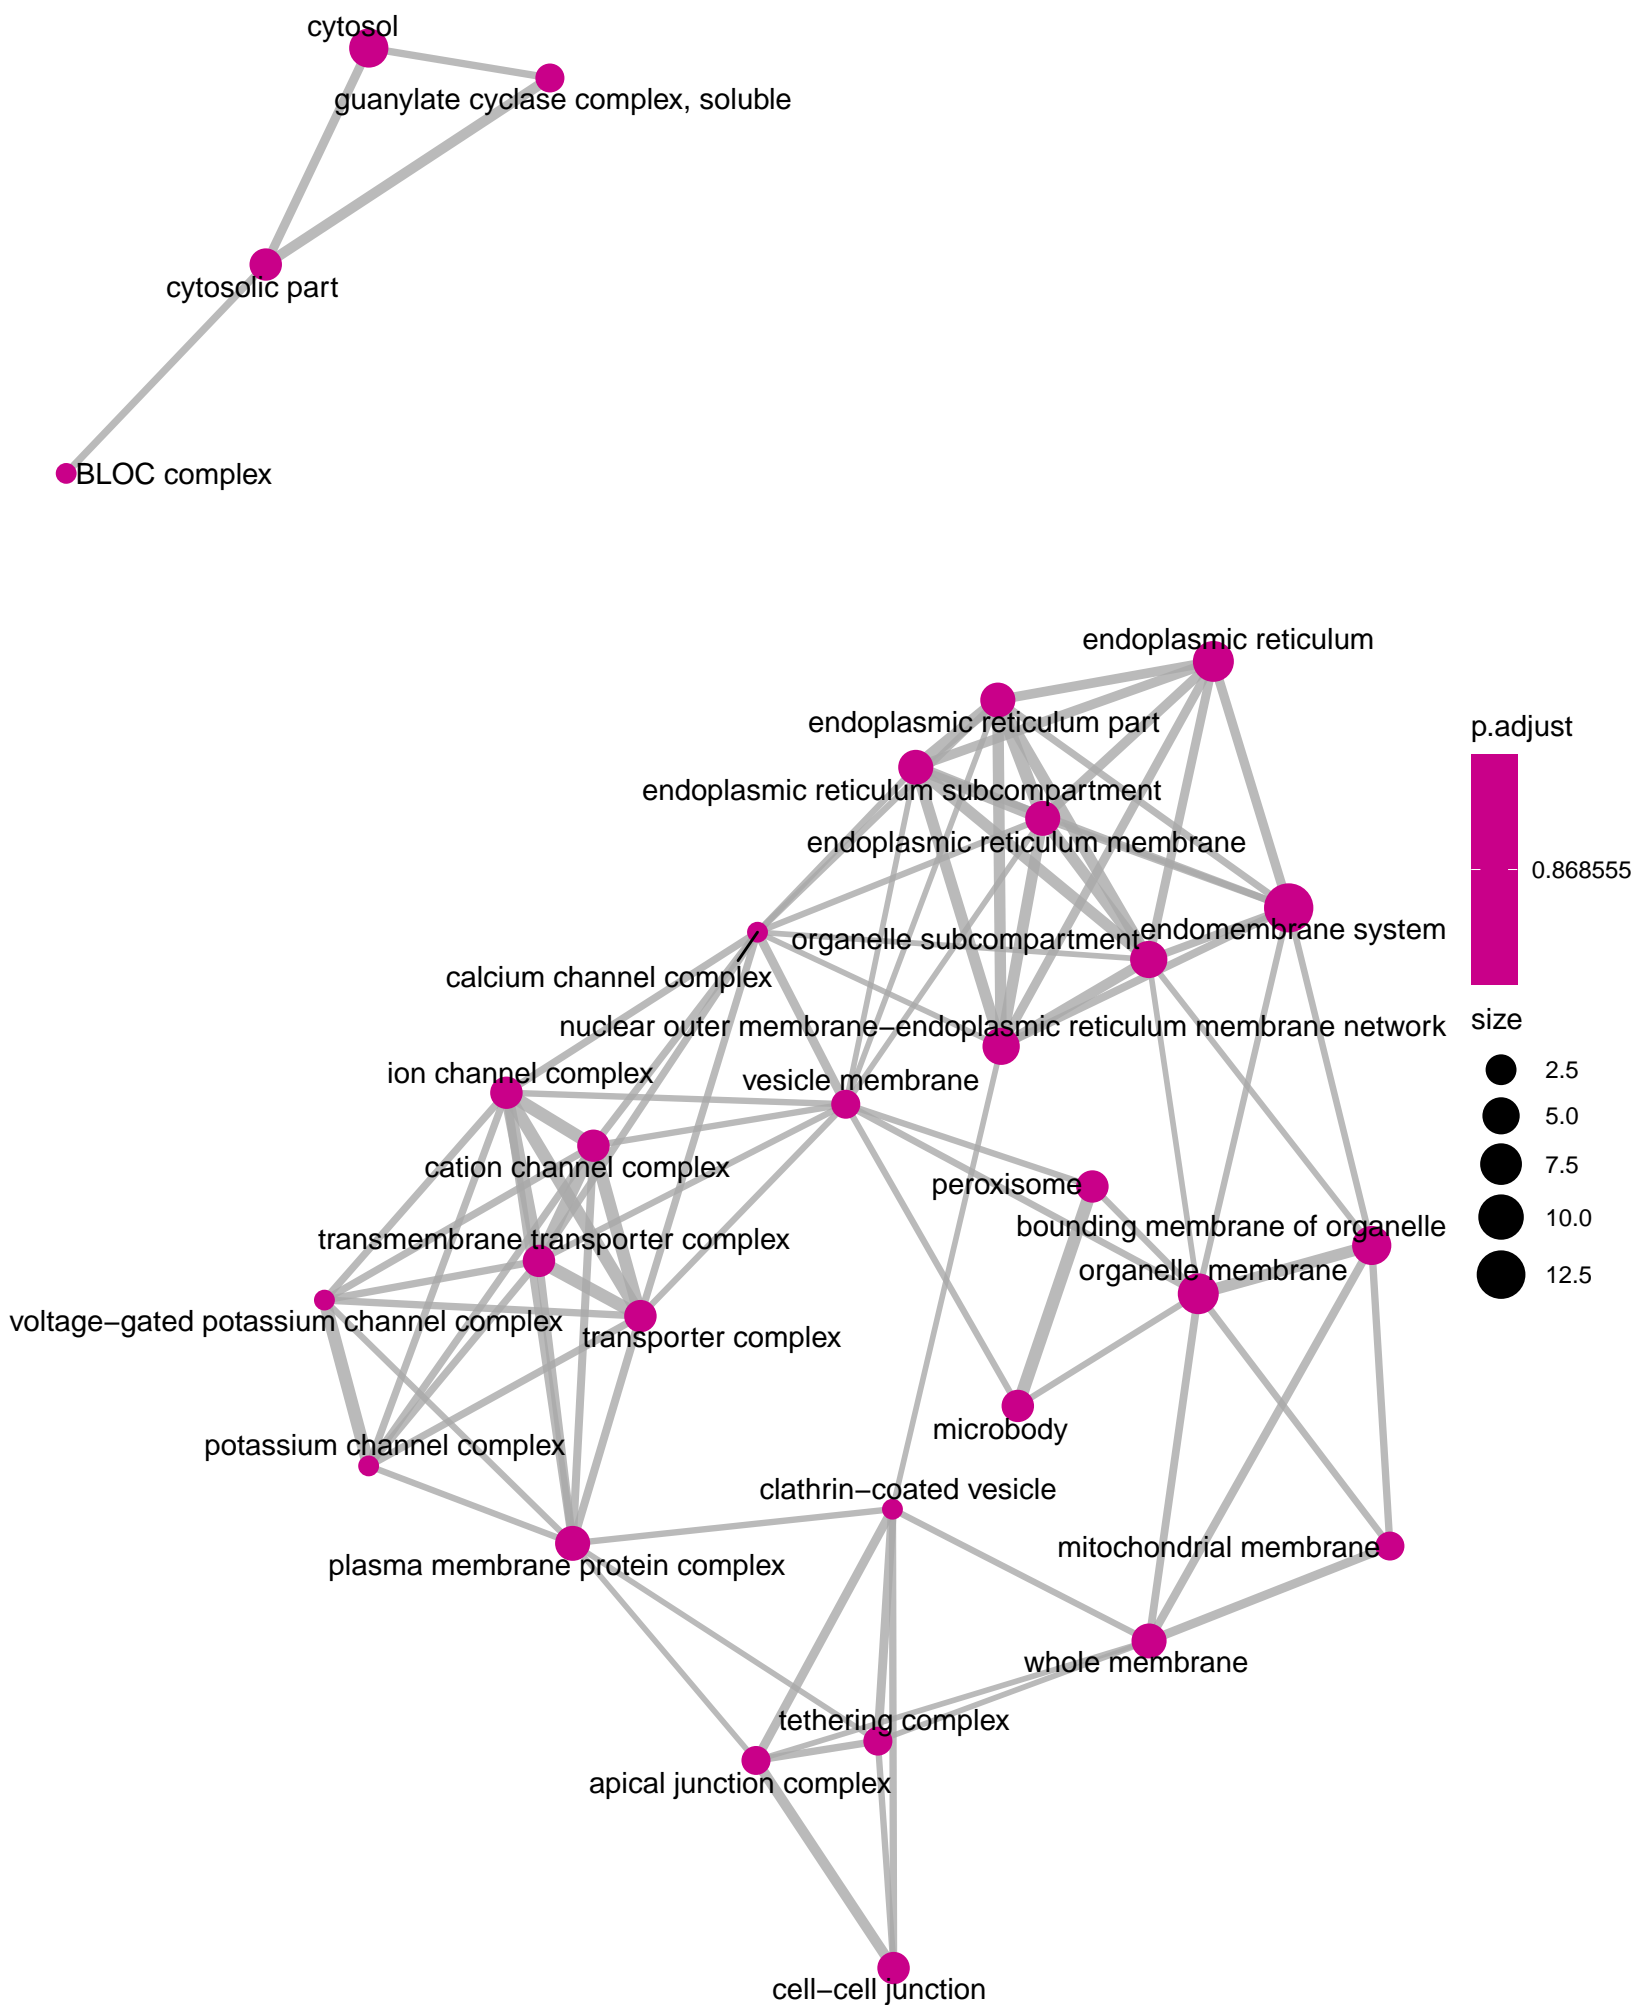 cytosol
guanylate cyclase complex, soluble
cytosolic part
BLOC complex
endoplasmic reticulum
endoplasmic reticulum part
endoplasmic reticulum subcompartment
endoplasmic reticulum membrane
endomembrane system
organelle subcompartment
calcium channel complex
nuclear outer membrane−endoplasmic reticulum membrane network
ion channel complex
vesicle membrane
cation channel complex
peroxisome
bounding membrane of organelle
transmembrane transporter complex
organelle membrane
voltage−gated potassium channel complex
transporter complex
microbody
potassium channel complex
clathrin−coated vesicle
mitochondrial membrane
plasma membrane protein complex
whole membrane
tethering complex
apical junction complex
cell−cell junction
p.adjust
0.868555
size
2.5
5.0
7.5
10.0
12.5